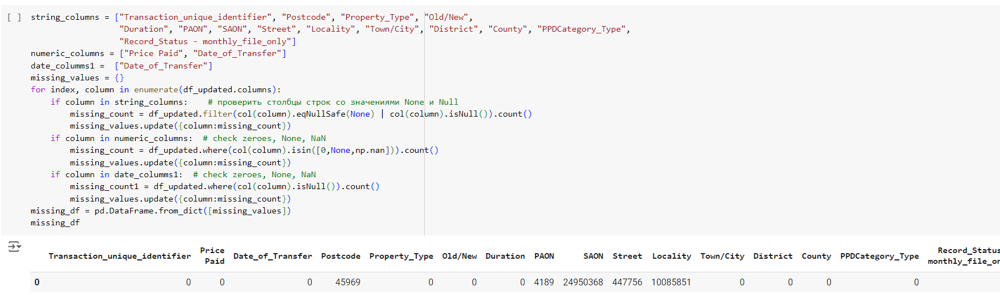 [ ] string_columns = ["Transaction_unique_identifier", "Postcode", "Property_Type", "Old/New",
"Duration", "PAON", "SAON", "Street", "Locality", "Town/City", "District", "County", "PPDCategory_Type",
"Record_Status - monthly_file_only"]
numeric_columns = ["Price Paid", "Date_of_Transfer"]
date_columms1 =  ["Date_of_Transfer"]
missing_values = {}
for index, column in enumerate(df_updated.columns):
if column in string_columns:    # проверить столбцы строк со значениями None и Null
missing_count = df_updated.filter(col(column).eqNullSafe(None) | col(column).isNull()).count()
missing_values.update({column:missing_count})
if column in numeric_columns:  # check zeroes, None, NaN
missing_count = df_updated.where(col(column).isin([0,None,np.nan])).count()
missing_values.update({column:missing_count})
if column in date_columms1:  # check zeroes, None, NaN
missing_count1 = df_updated.where(col(column).isNull()).count()
missing_values.update({column:missing_count})
missing_df = pd.DataFrame.from_dict([missing_values])
missing_df
Transaction_unique_identifier Price Paid Date_of_Transfer Postcode Property_Type Old/New Duration PAON SAON Street Locality Town/City District County PPDCategory_Type Record_Status
0 0 0 0 45969 0 0 0 4189 24950368 447756 10085851 0 0 0 0